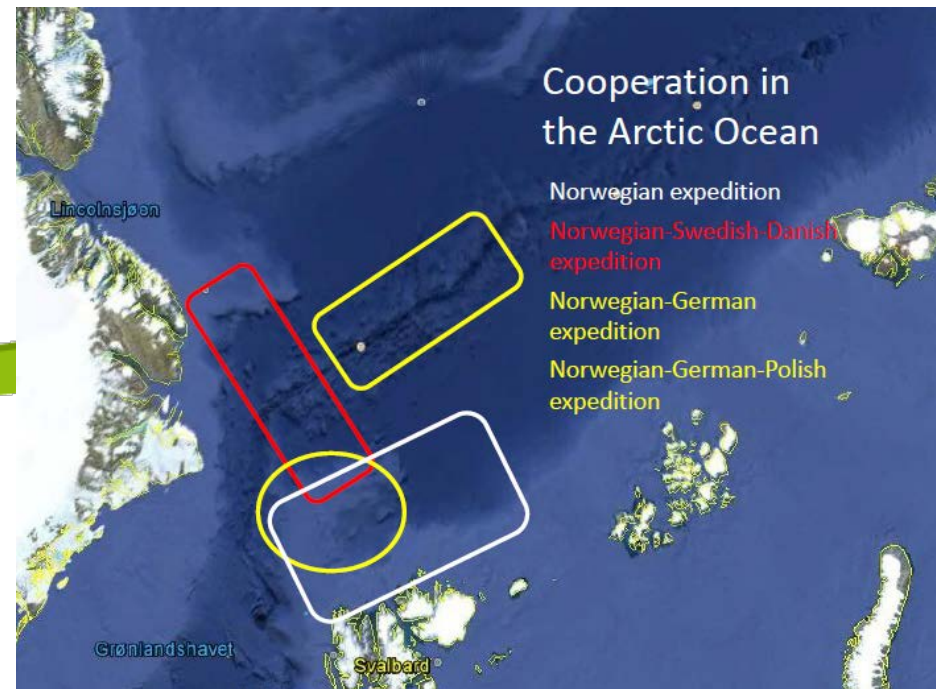 Cooperation in
the Arctic Ocean
Norwegian expedition
Norwegian-Swedish-Danish
expedition
Norwegian-German
expedition
Norwegian-German-Polish
expedition
Lincolnsjøen
Grønlandshavet
Svalbard